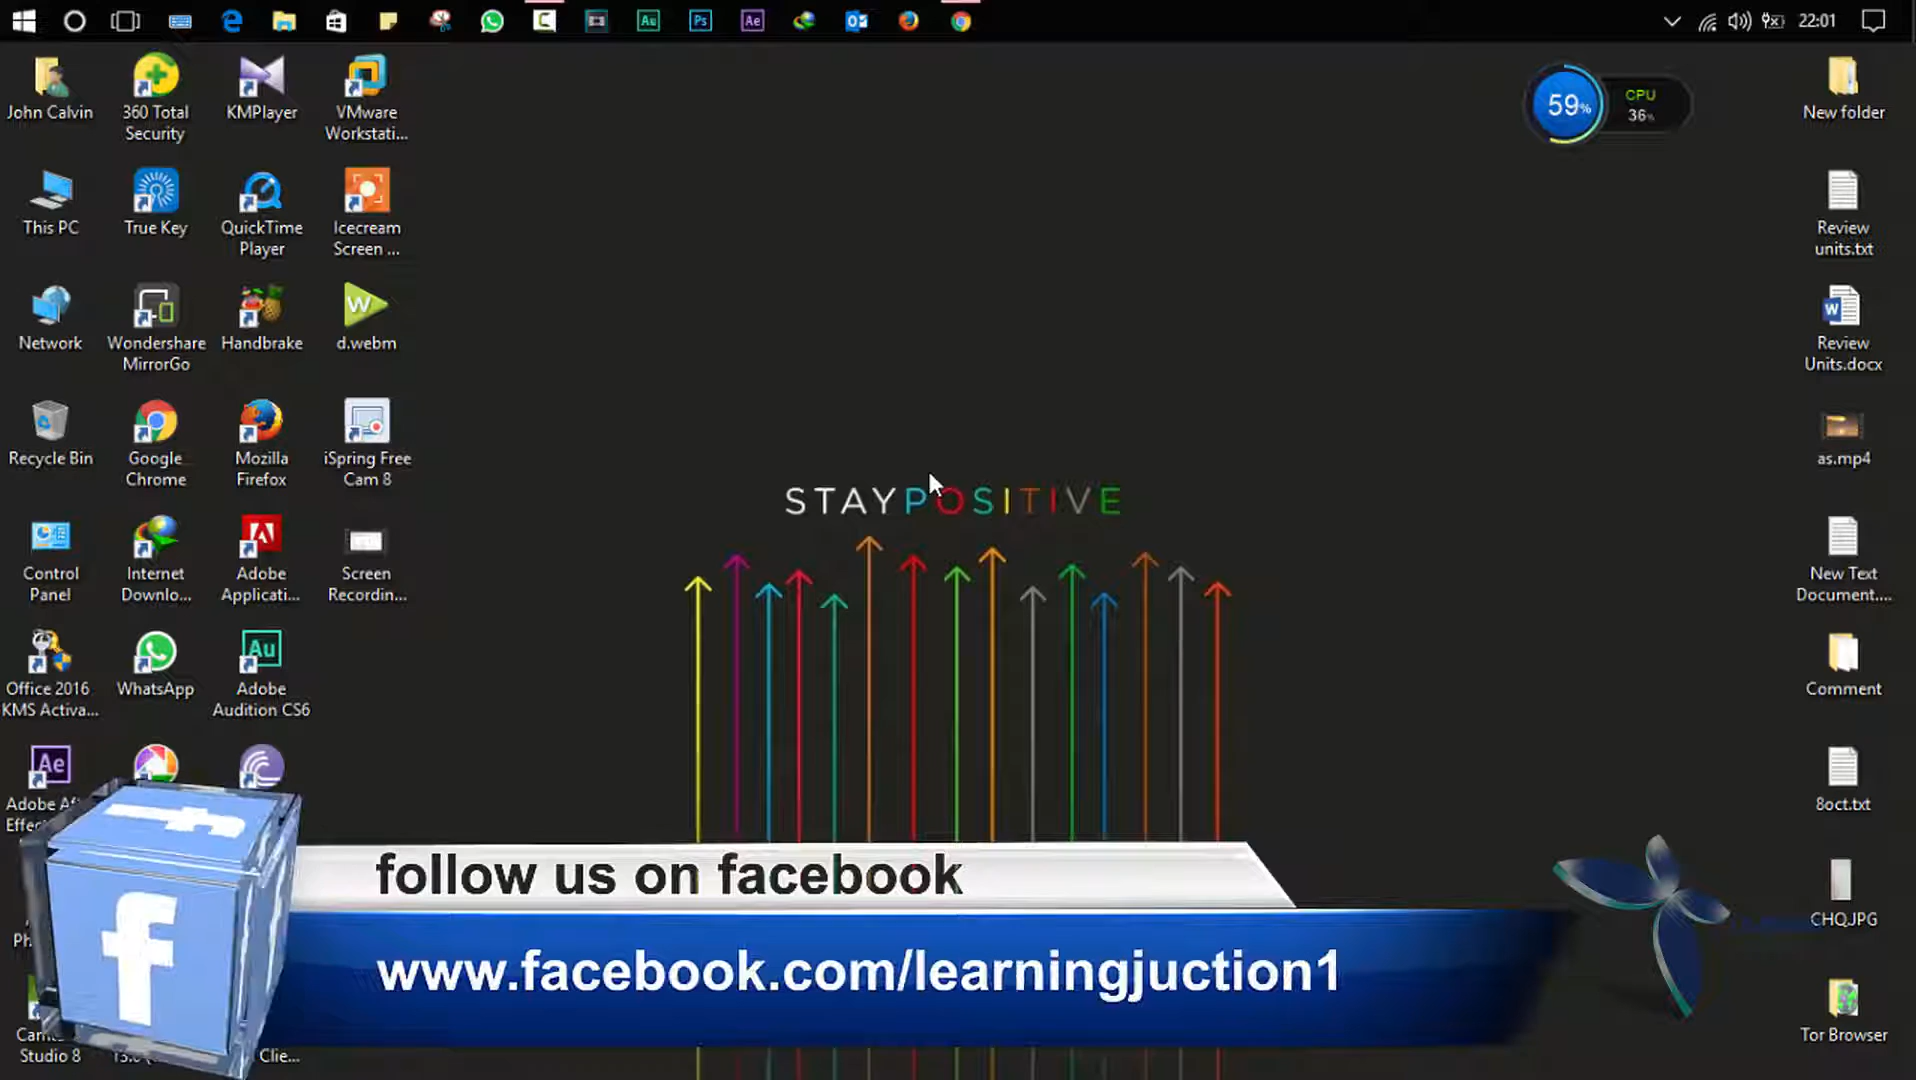 22:01
John Calvin
360 Total
Security
KMPlayer
VMware
Workstati...
59%
CPU
36%
New folder
This PC
True Key
QuickTime
Player
Icecream
Screen ...
Review
units.txt
Network
Wondershare
MirrorGo
Handbrake
W
d.webm
Review
Units.docx
Recycle Bin
Google
Chrome
Mozilla
Firefox
iSpring Free
Cam 8
as.mp4
STAYPOSITIVE
Control
Panel
Internet
Downlo...
Adobe
Applicati...
Screen
Recordin...
New Text
Document....
Office 2016
KMS Activa...
WhatsApp
Au
Adobe
Audition CS6
Comment
Ae
8oct.txt
follow us on facebook
www.facebook.com/learningjuction1
CHQ.JPG
Studio 8
Clie...
Tor Browser